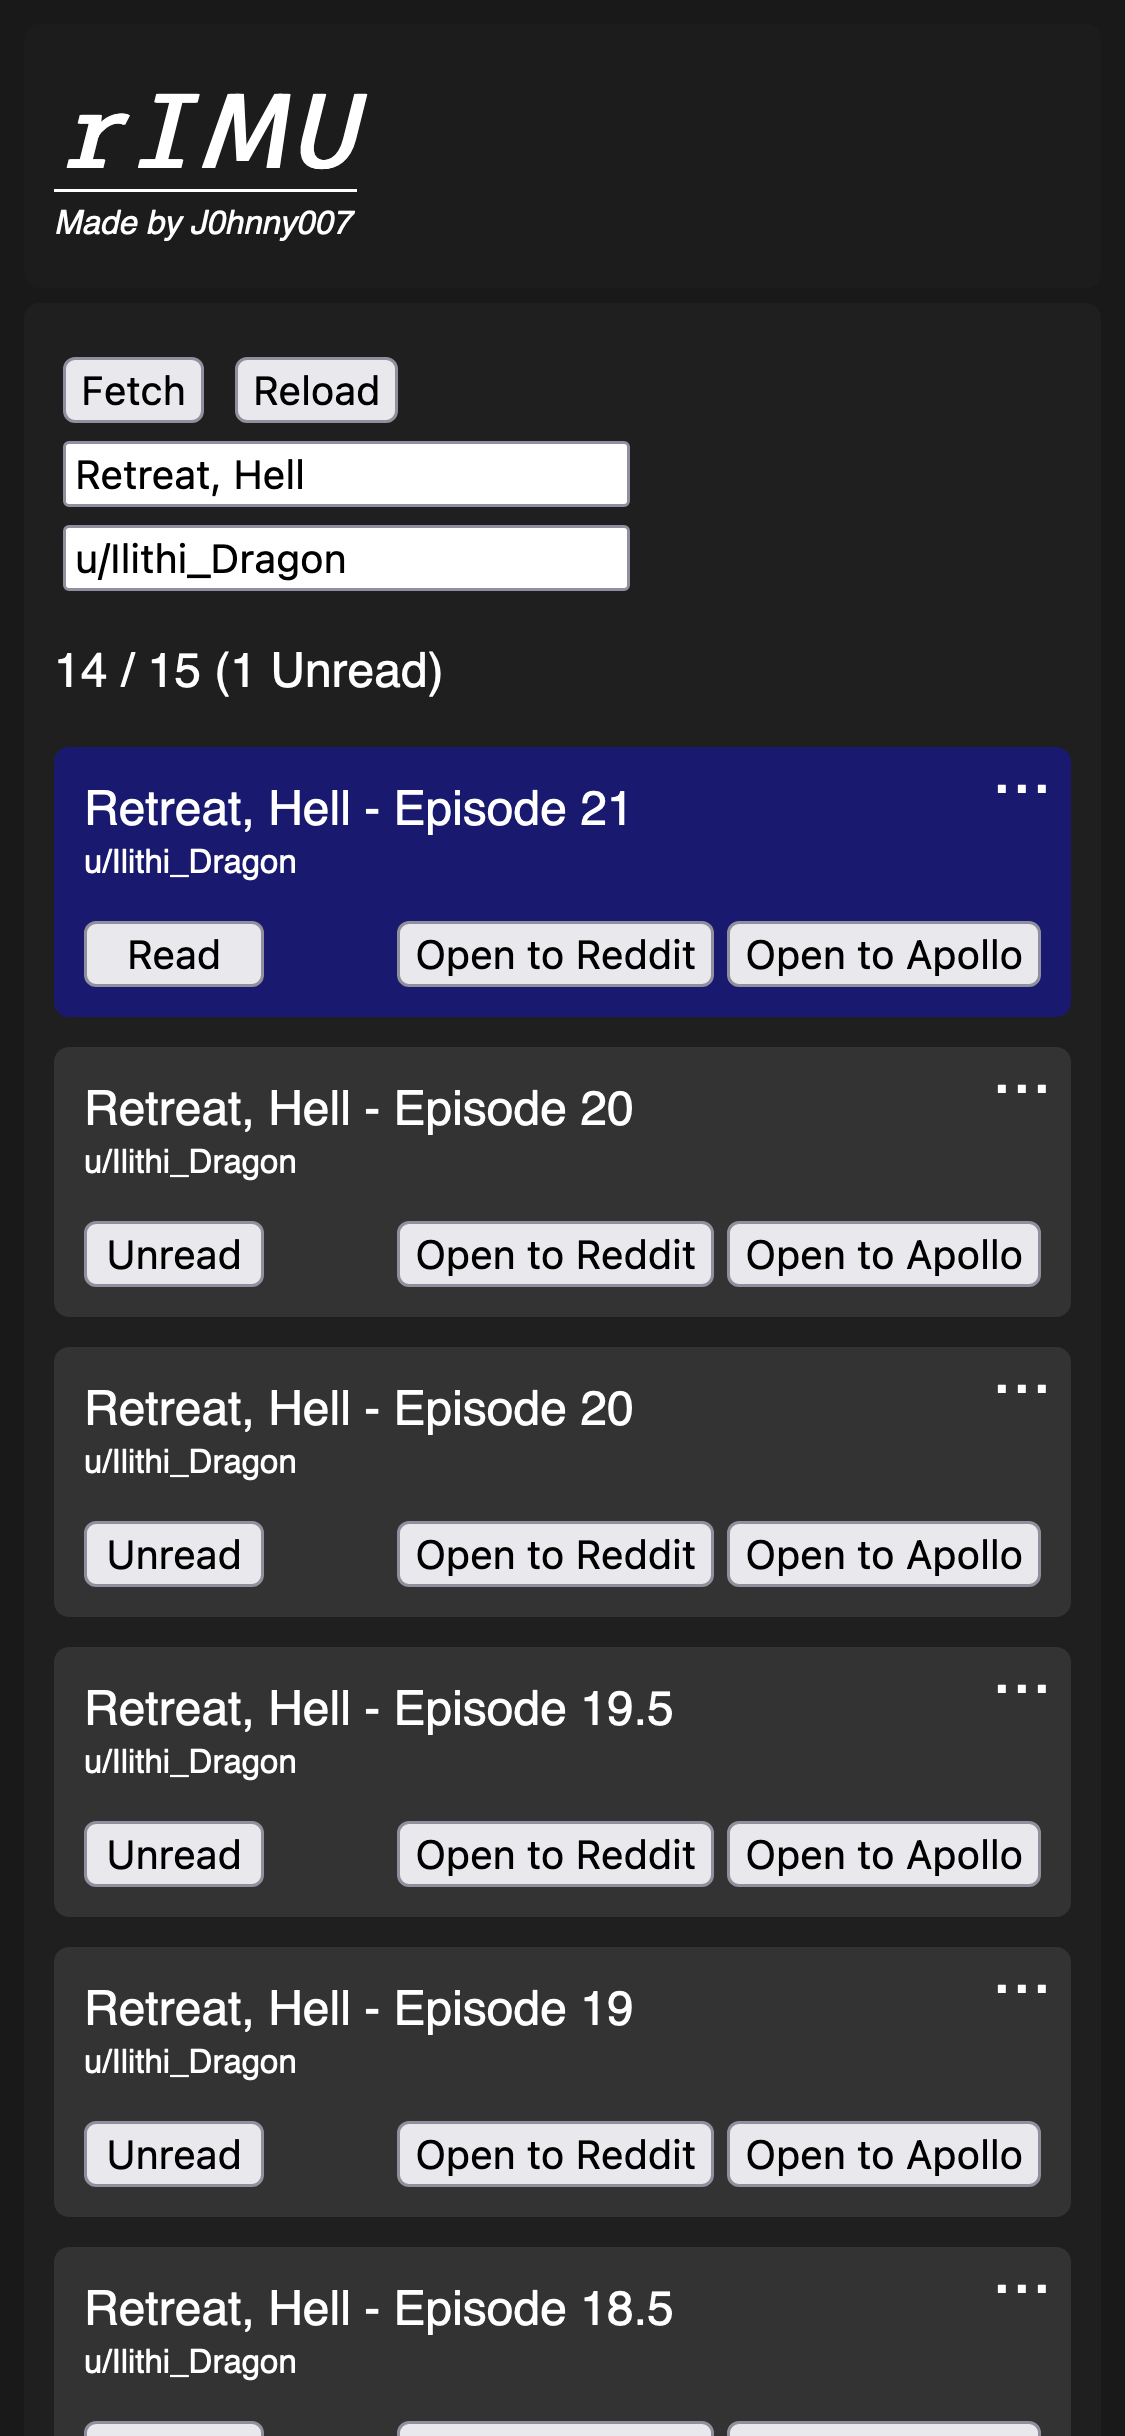 rIMU
Made by J0hnny007
Fetch Reload
Retreat, Hell
u/Ilithi_Dragon
14 / 15 (1 Unread)
Retreat, Hell - Episode 21 ...
u/Ilithi_Dragon
Read Open to Reddit Open to Apollo
Retreat, Hell - Episode 20 ...
u/Ilithi_Dragon
Unread Open to Reddit Open to Apollo
Retreat, Hell - Episode 20 ...
u/Ilithi_Dragon
Unread Open to Reddit Open to Apollo
Retreat, Hell - Episode 19.5 ...
u/Ilithi_Dragon
Unread Open to Reddit Open to Apollo
Retreat, Hell - Episode 19 ...
u/Ilithi_Dragon
Unread Open to Reddit Open to Apollo
Retreat, Hell - Episode 18.5 ...
u/Ilithi_Dragon